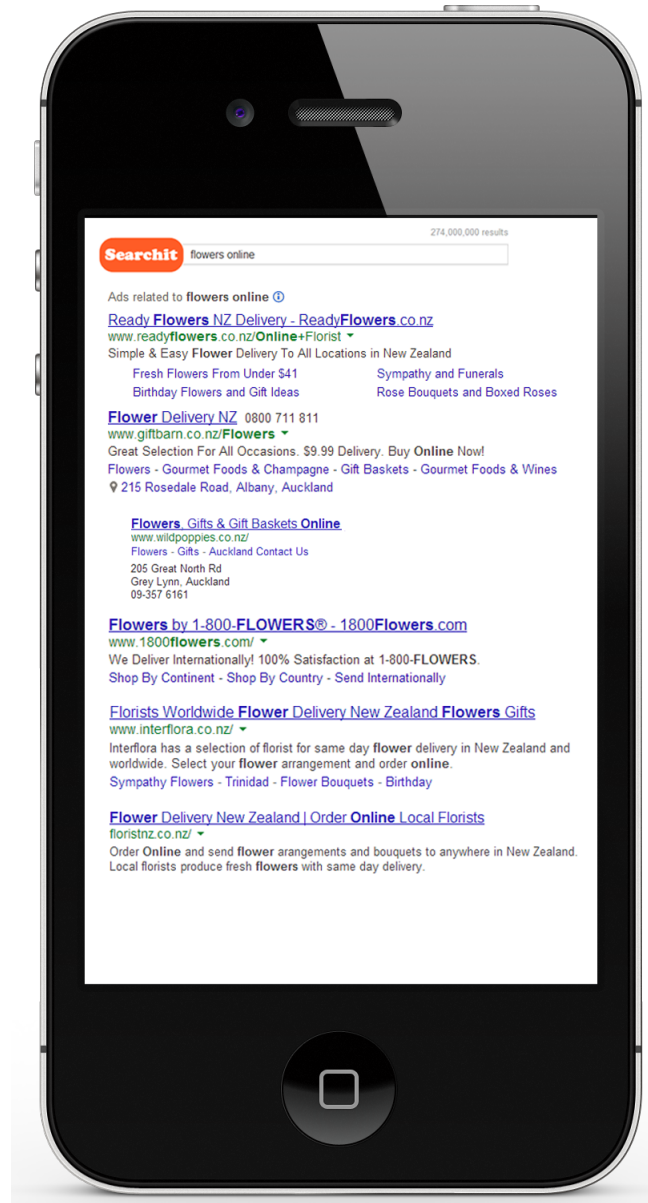 274,000,000 results
Searchit flowers online
Ads related to flowers online
Ready Flowers NZ Delivery - ReadyFlowers.co.nz
www.readyflowers.co.nz/Online+Florist
Simple & Easy Flower Delivery To All Locations in New Zealand
Fresh Flowers From Under $41 Sympathy and Funerals
Birthday Flowers and Gift Ideas Rose Bouquets and Boxed Roses
Flower Delivery NZ 0800 711 811
www.giftbarn.co.nz/Flowers
Great Selection For All Occasions. $9.99 Delivery. Buy Online Now!
Flowers - Gourmet Foods & Champagne - Gift Baskets - Gourmet Foods & Wines
215 Rosedale Road, Albany, Auckland
Flowers, Gifts & Gift Baskets Online
www.wildpoppies.co.nz/
Flowers - Gifts - Auckland Contact Us
205 Great North Rd
Grey Lynn, Auckland
09-357 6161
Flowers by 1-800-FLOWERS® - 1800Flowers.com
www.1800flowers.com/
We Deliver Internationally! 100% Satisfaction at 1-800-FLOWERS.
Shop By Continent - Shop By Country - Send Internationally
Florists Worldwide Flower Delivery New Zealand Flowers Gifts
www.interflora.co.nz/
Interflora has a selection of florist for same day flower delivery in New Zealand and
worldwide. Select your flower arrangement and order online.
Sympathy Flowers - Trinidad - Flower Bouquets - Birthday
Flower Delivery New Zealand | Order Online Local Florists
floristnz.co.nz/
Order Online and send flower arangements and bouquets to anywhere in New Zealand.
Local florists produce fresh flowers with same day delivery.